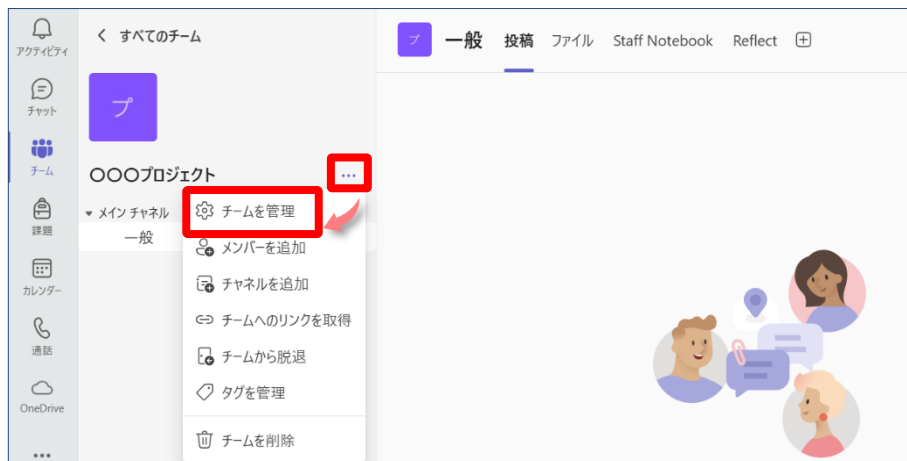 アクティビティ
チャット
チーム
課題
カレンダー
通話
OneDrive
すべてのチーム
プ
〇〇〇プロジェクト
メイン チャネル
一般
チームを管理
メンバーを追加
チャネルを追加
チームへのリンクを取得
チームから脱退
タグを管理
チームを削除
プ 一般 投稿 ファイル Staff Notebook Reflect